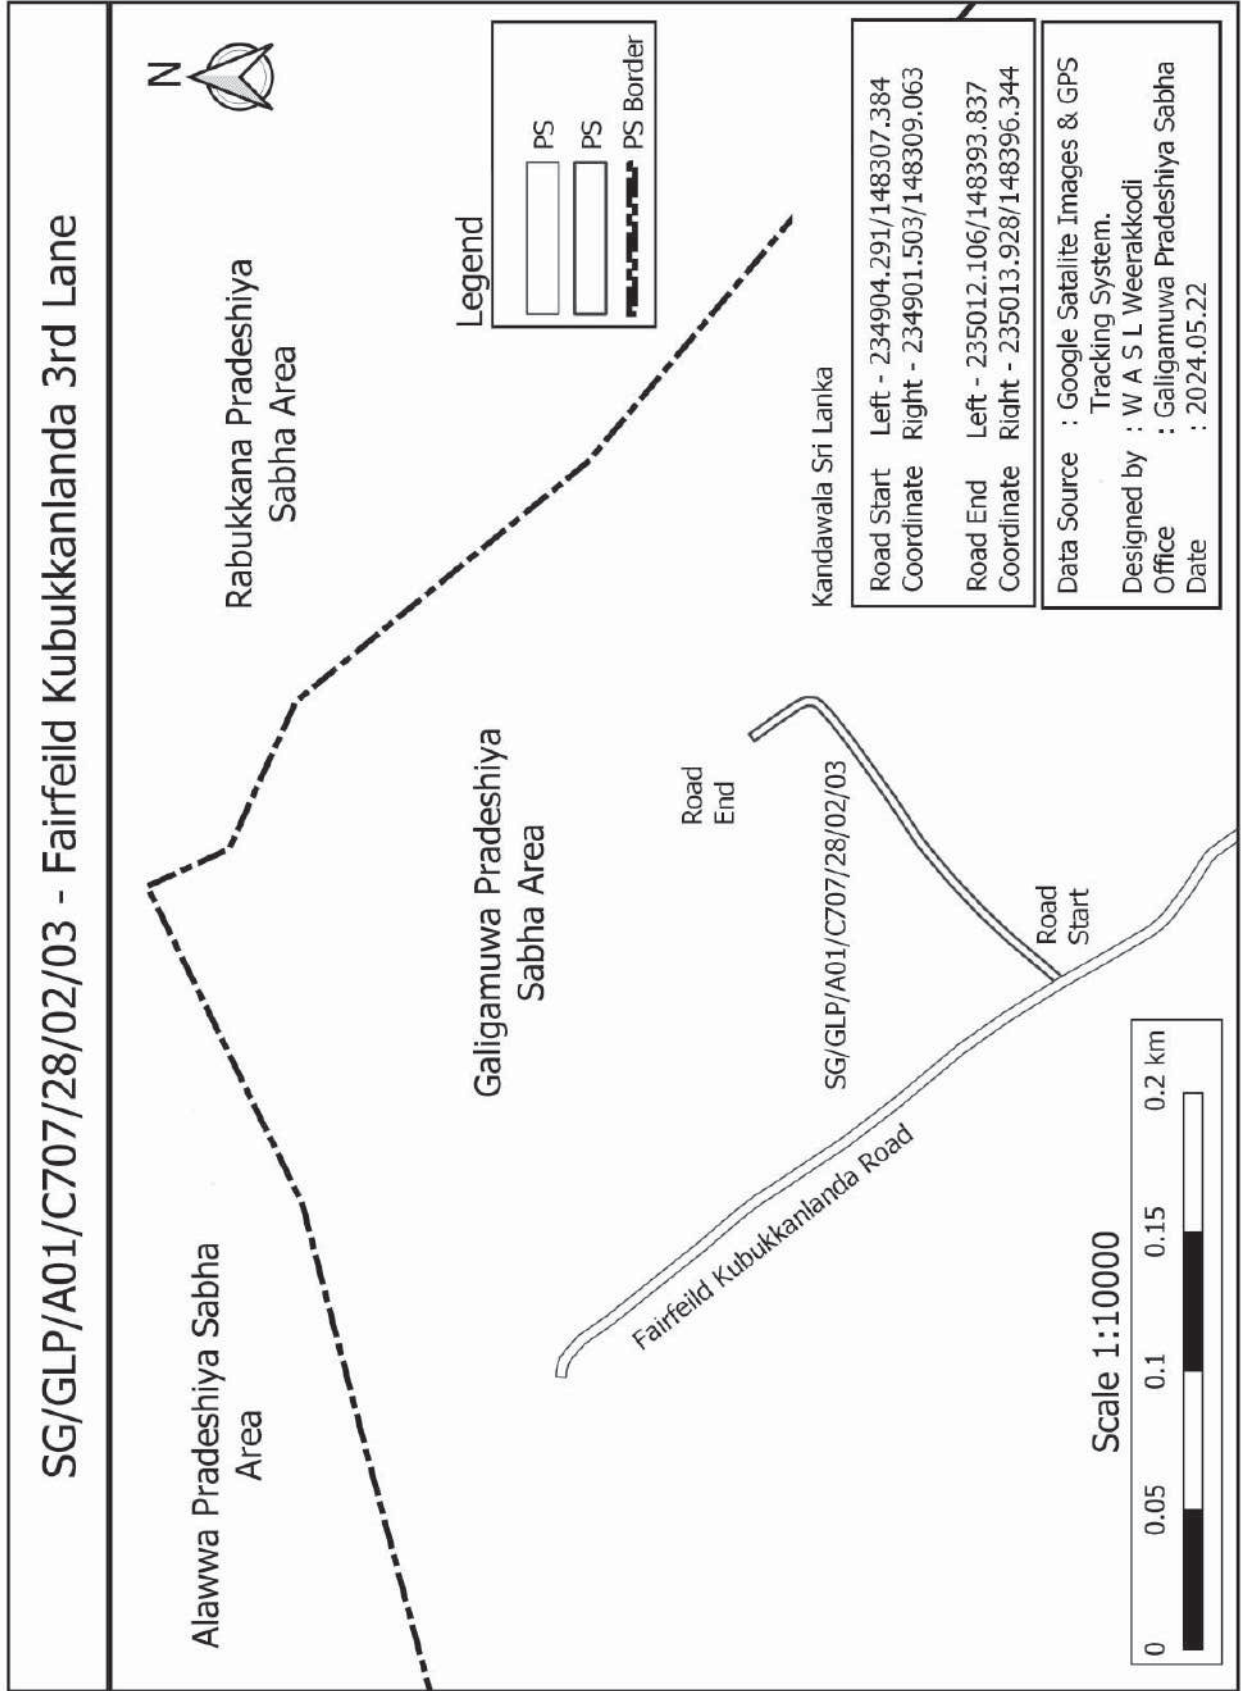 SG/GLP/A01/C707/28/02/03 - Fairfeild Kubukkanlanda 3rd Lane
N
Alawwa Pradeshiya Sabha
Area
Rabukkana Pradeshiya
Sabha Area
Legend
PS
PS
PS Border
Galigamuwa Pradeshiya
Sabha Area
Road
End
SG/GLP/A01/C707/28/02/03
Road
Start
Fairfeild Kubukkanlanda Road
Kandawala Sri Lanka
Road Start Left - 234904.291/148307.384
Coordinate Right - 234901.503/148309.063
Road End Left - 235012.106/148393.837
Coordinate Right - 235013.928/148396.344
Data Source : Google Satalite Images & GPS
Tracking System.
Designed by : W A S L Weerakkodi
Office : Galigamuwa Pradeshiya Sabha
Date : 2024.05.22
Scale 1:10000
0 0.05 0.1 0.15 0.2 km